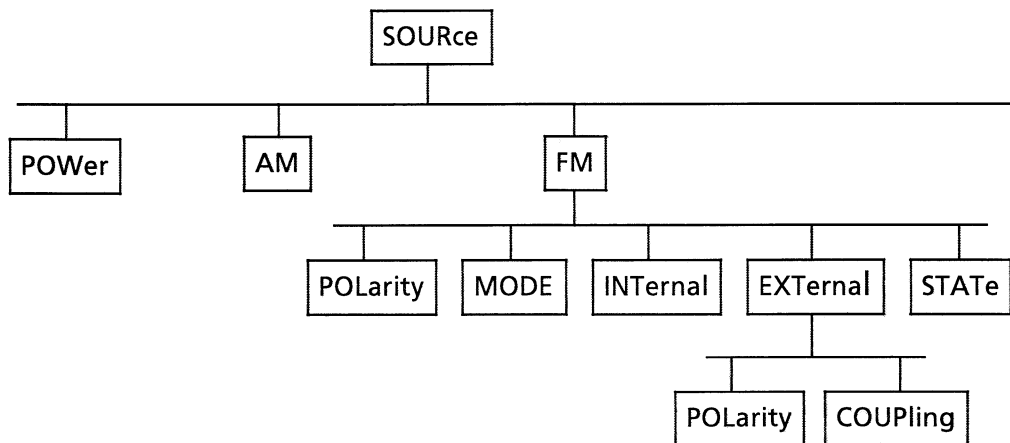 SOURce
POWer
AM
FM
POLarity
MODE
INTernal
EXTernal
STATe
POLarity
COUPling